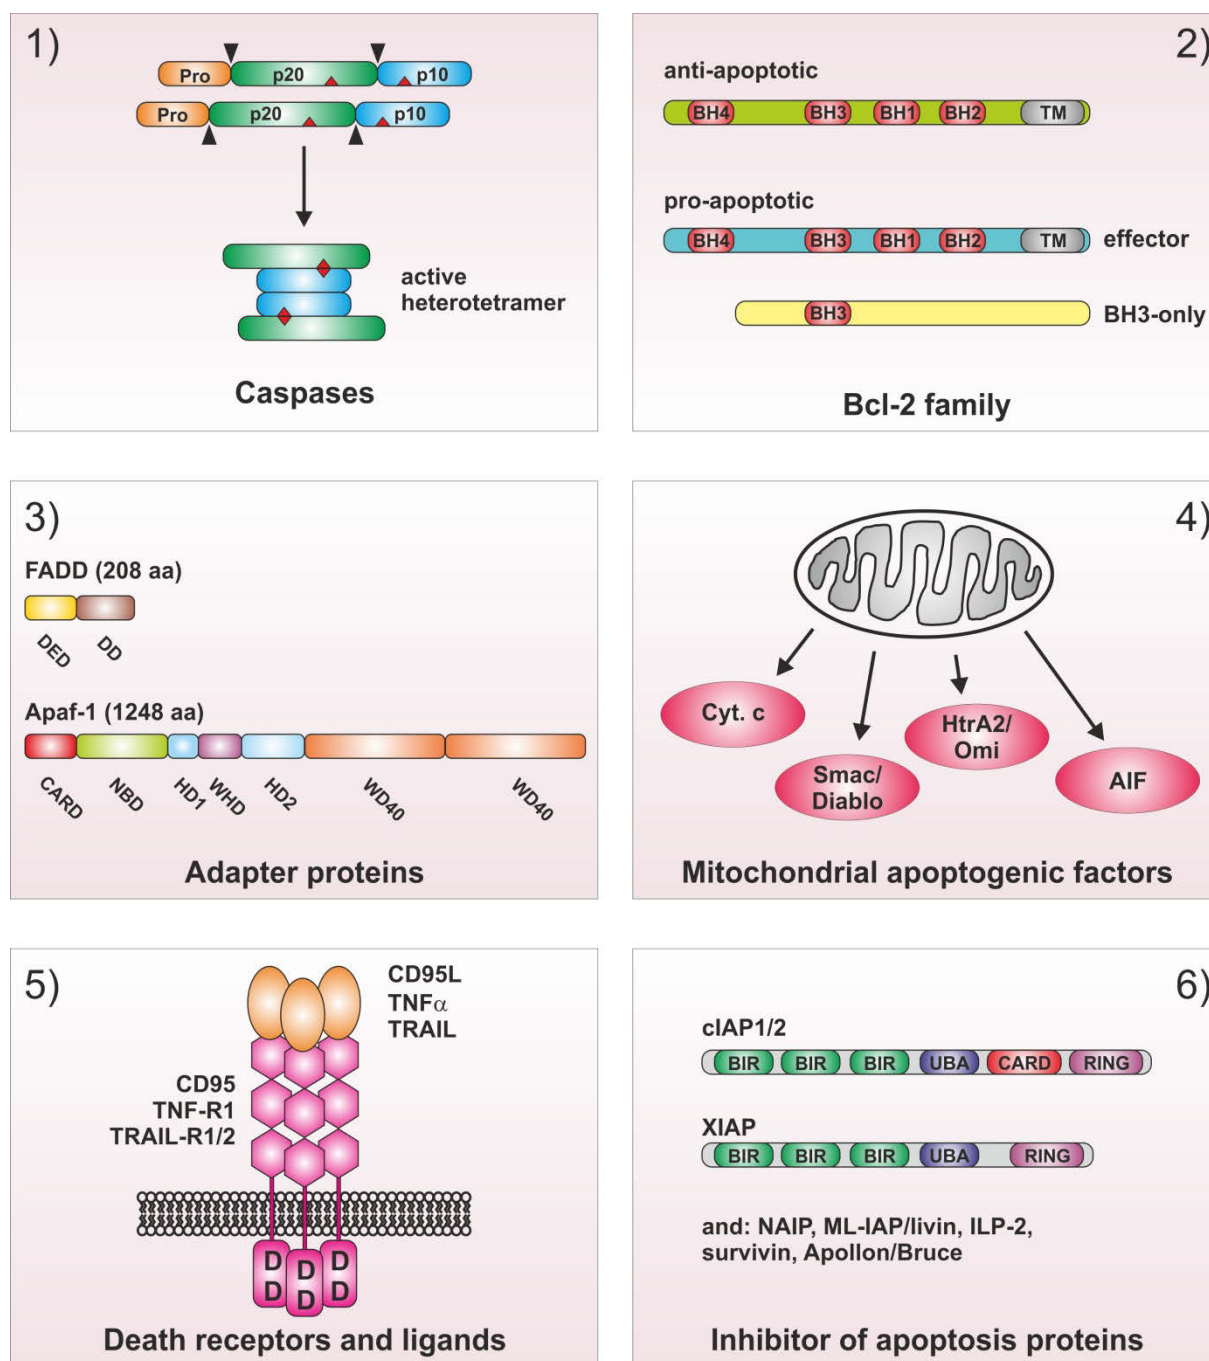 1)
Pro p20 p10
Pro p20 p10
active
heterotetramer
Caspases
2)
anti-apoptotic
BH4 BH3 BH1 BH2 TM
pro-apoptotic
BH4 BH3 BH1 BH2 TM effector
BH3 BH3-only
Bcl-2 family
3)
FADD (208 aa)
DED DD
Apaf-1 (1248 aa)
CARD NBD HD1 WHD HD2 WD40 WD40
Adapter proteins
4)
Cyt. c
Smac/
Diablo
HtrA2/
Omi
AIF
Mitochondrial apoptogenic factors
5)
CD95L
TNFα
TRAIL
CD95
TNF-R1
TRAIL-R1/2
D D D
D D D
Death receptors and ligands
6)
cIAP1/2
BIR BIR BIR UBA CARD RING
XIAP
BIR BIR BIR UBA RING
and: NAIP, ML-IAP/livin, ILP-2,
survivin, Apollon/Bruce
Inhibitor of apoptosis proteins